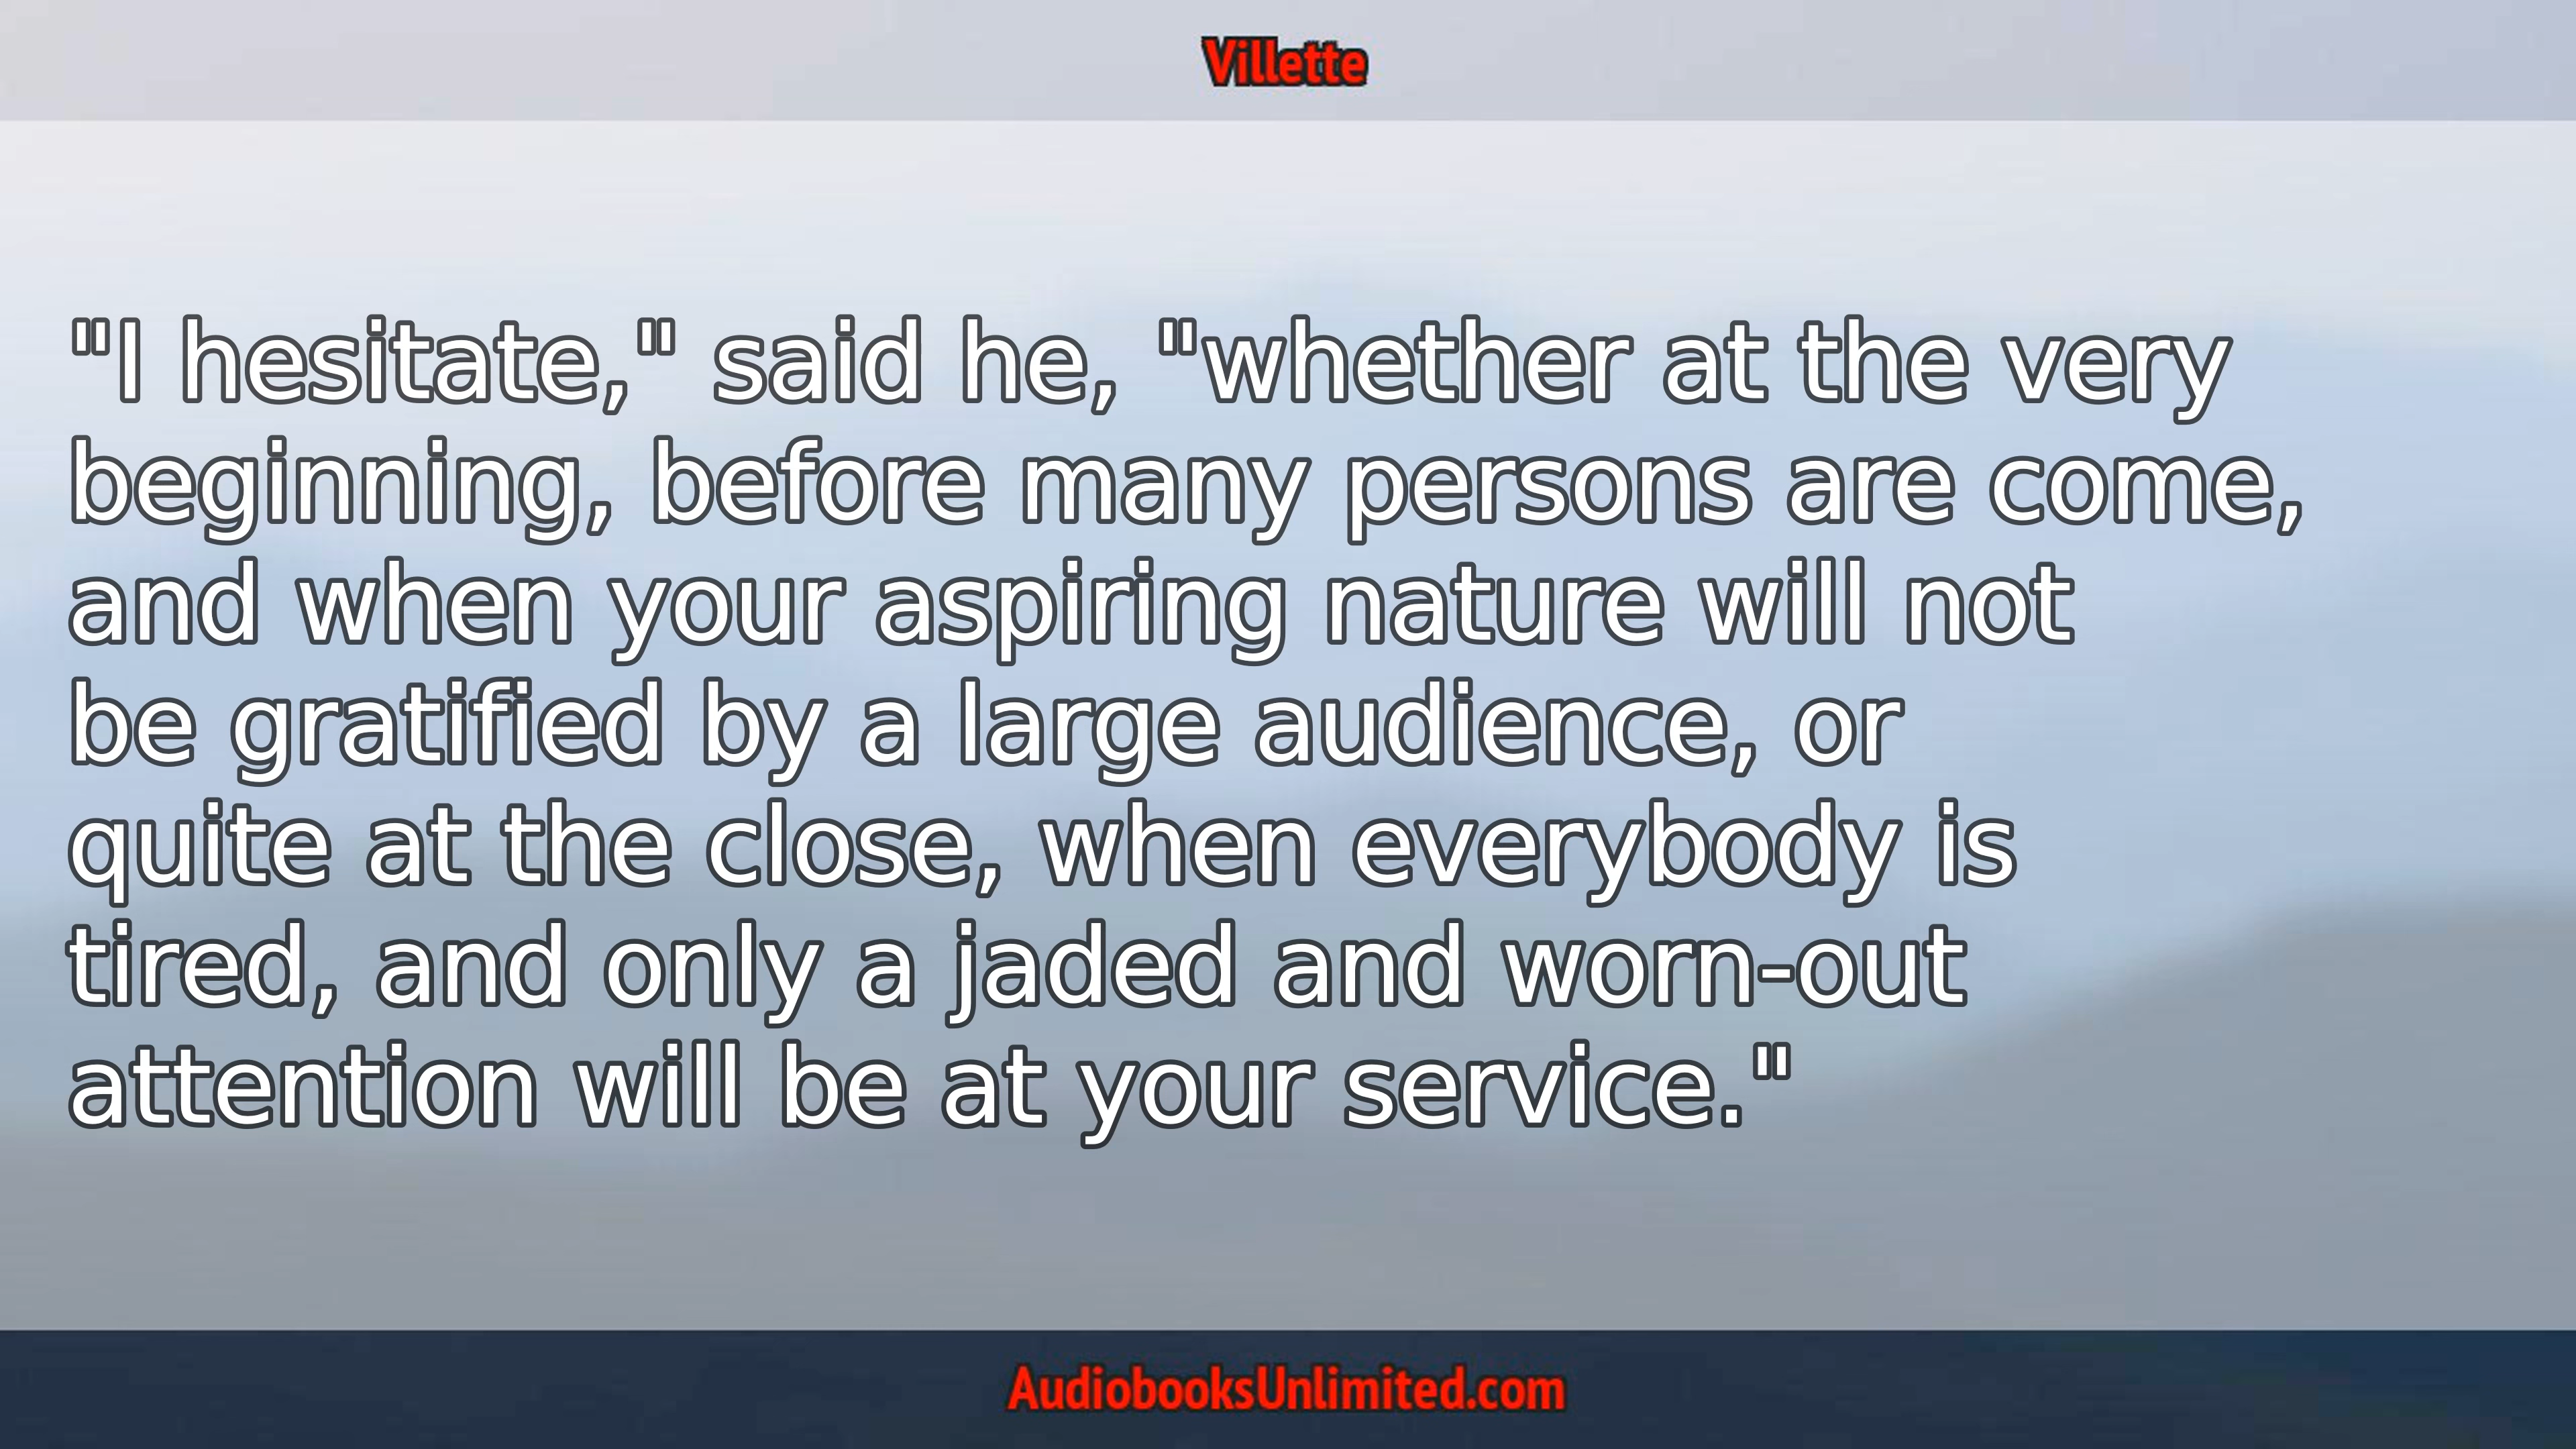 Villette
"I hesitate," said he, "whether at the very
beginning, before many persons are come,
and when your aspiring nature will not
be gratified by a large audience, or
quite at the close, when everybody is
tired, and only a jaded and worn-out
attention will be at your service."
AudiobooksUnlimited.com